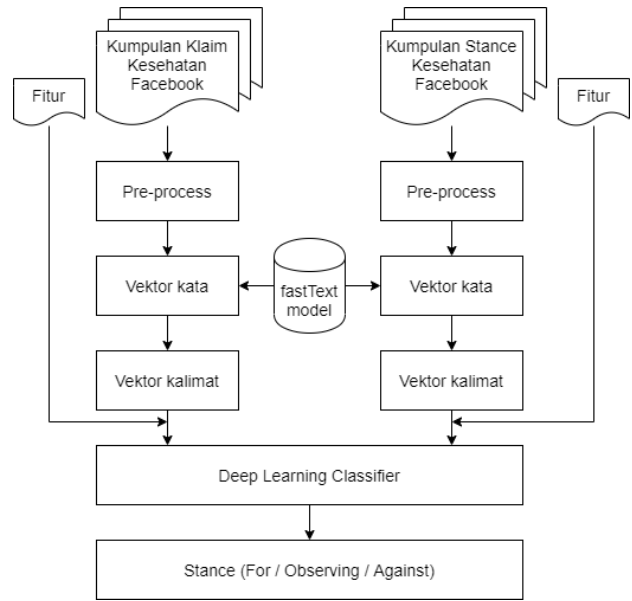 Kumpulan Klaim
Kesehatan
Facebook
Kumpulan Stance
Kesehatan
Facebook
Fitur
Fitur
Pre-process
Pre-process
Vektor kata
fastText
model
Vektor kata
Vektor kalimat
Vektor kalimat
Deep Learning Classifier
Stance (For / Observing / Against)